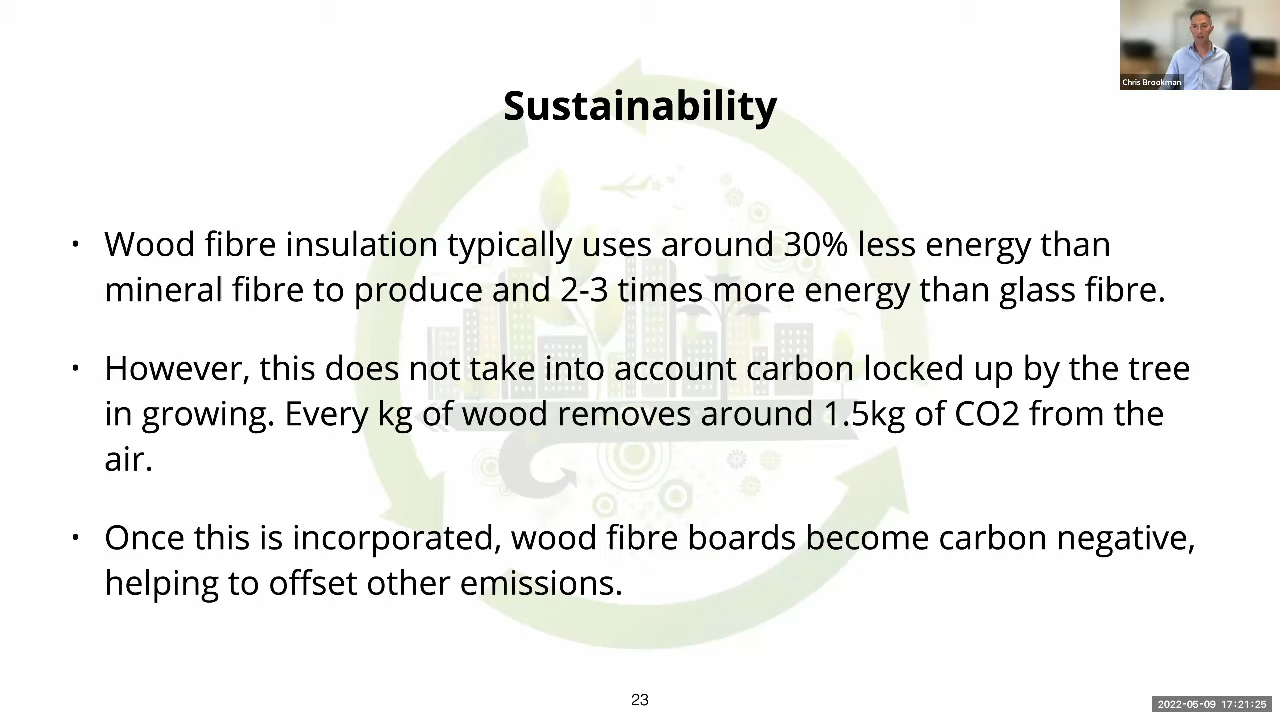 Chris Brookman
Sustainability
• Wood fibre insulation typically uses around 30% less energy than
mineral fibre to produce and 2-3 times more energy than glass fibre.
• However, this does not take into account carbon locked up by the tree
in growing. Every kg of wood removes around 1.5kg of CO2 from the
air.
• Once this is incorporated, wood fibre boards become carbon negative,
helping to offset other emissions.
23
2022-05-09 17:21:25